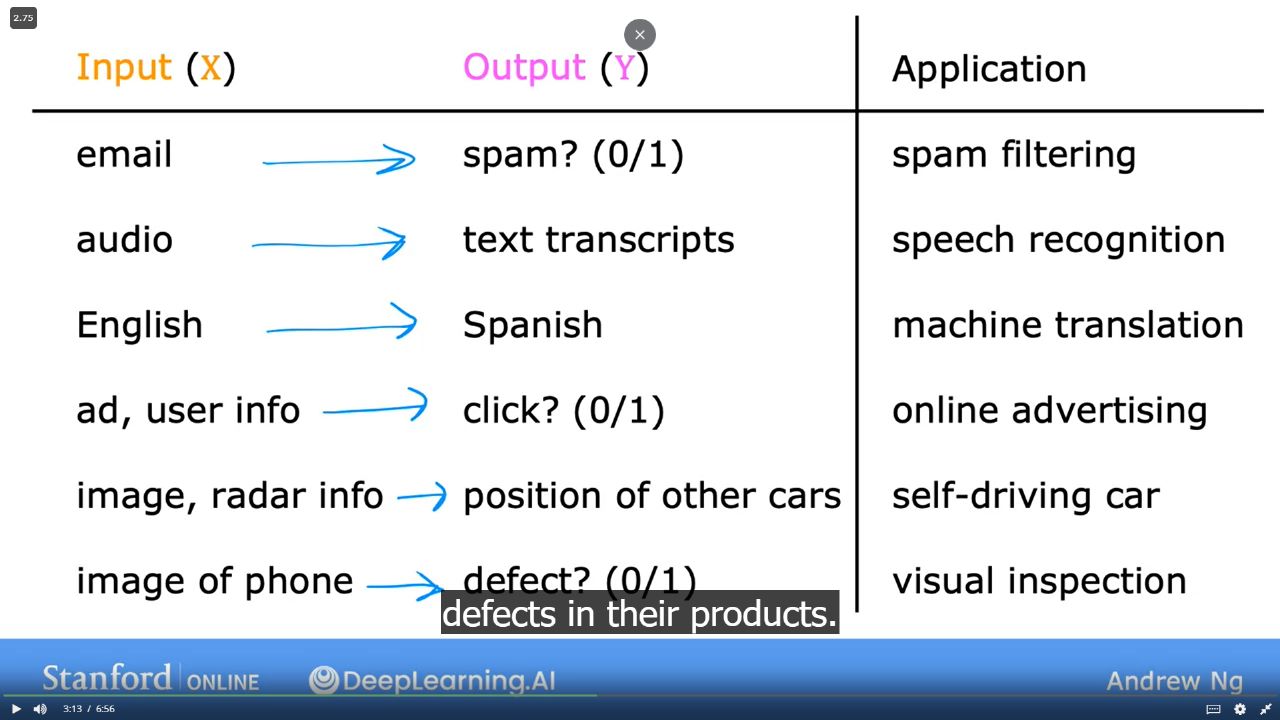 2.75
Input (X) Output (Y) Application
email spam? (0/1) spam filtering
audio text transcripts speech recognition
English Spanish machine translation
ad, user info click? (0/1) online advertising
image, radar info position of other cars self-driving car
image of phone defect? (0/1) visual inspection
defects in their products.
Stanford ONLINE DeepLearning.AI Andrew Ng
3:13 / 6:56